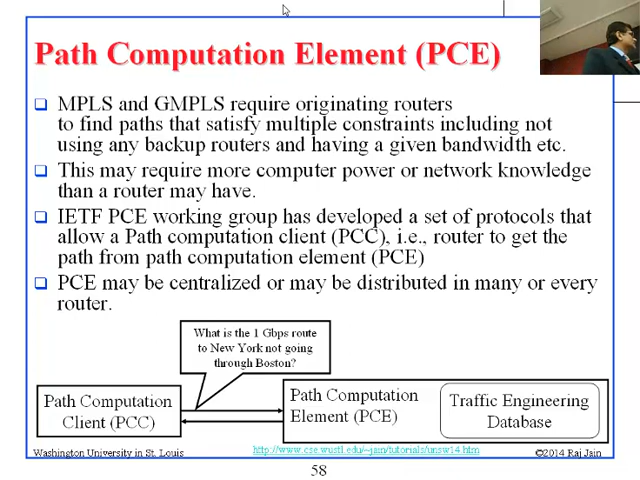 Path Computation Element (PCE)
❑ MPLS and GMPLS require originating routers
to find paths that satisfy multiple constraints including not
using any backup routers and having a given bandwidth etc.
❑ This may require more computer power or network knowledge
than a router may have.
❑ IETF PCE working group has developed a set of protocols that
allow a Path computation client (PCC), i.e., router to get the
path from path computation element (PCE)
❑ PCE may be centralized or may be distributed in many or every
router.
What is the 1 Gbps route
to New York not going
through Boston?
Path Computation
Client (PCC)
Path Computation
Element (PCE)
Traffic Engineering
Database
Washington University in St. Louis
http://www.cse.wustl.edu/~jain/tutorials/unsw14.htm
©2014 Raj Jain
58